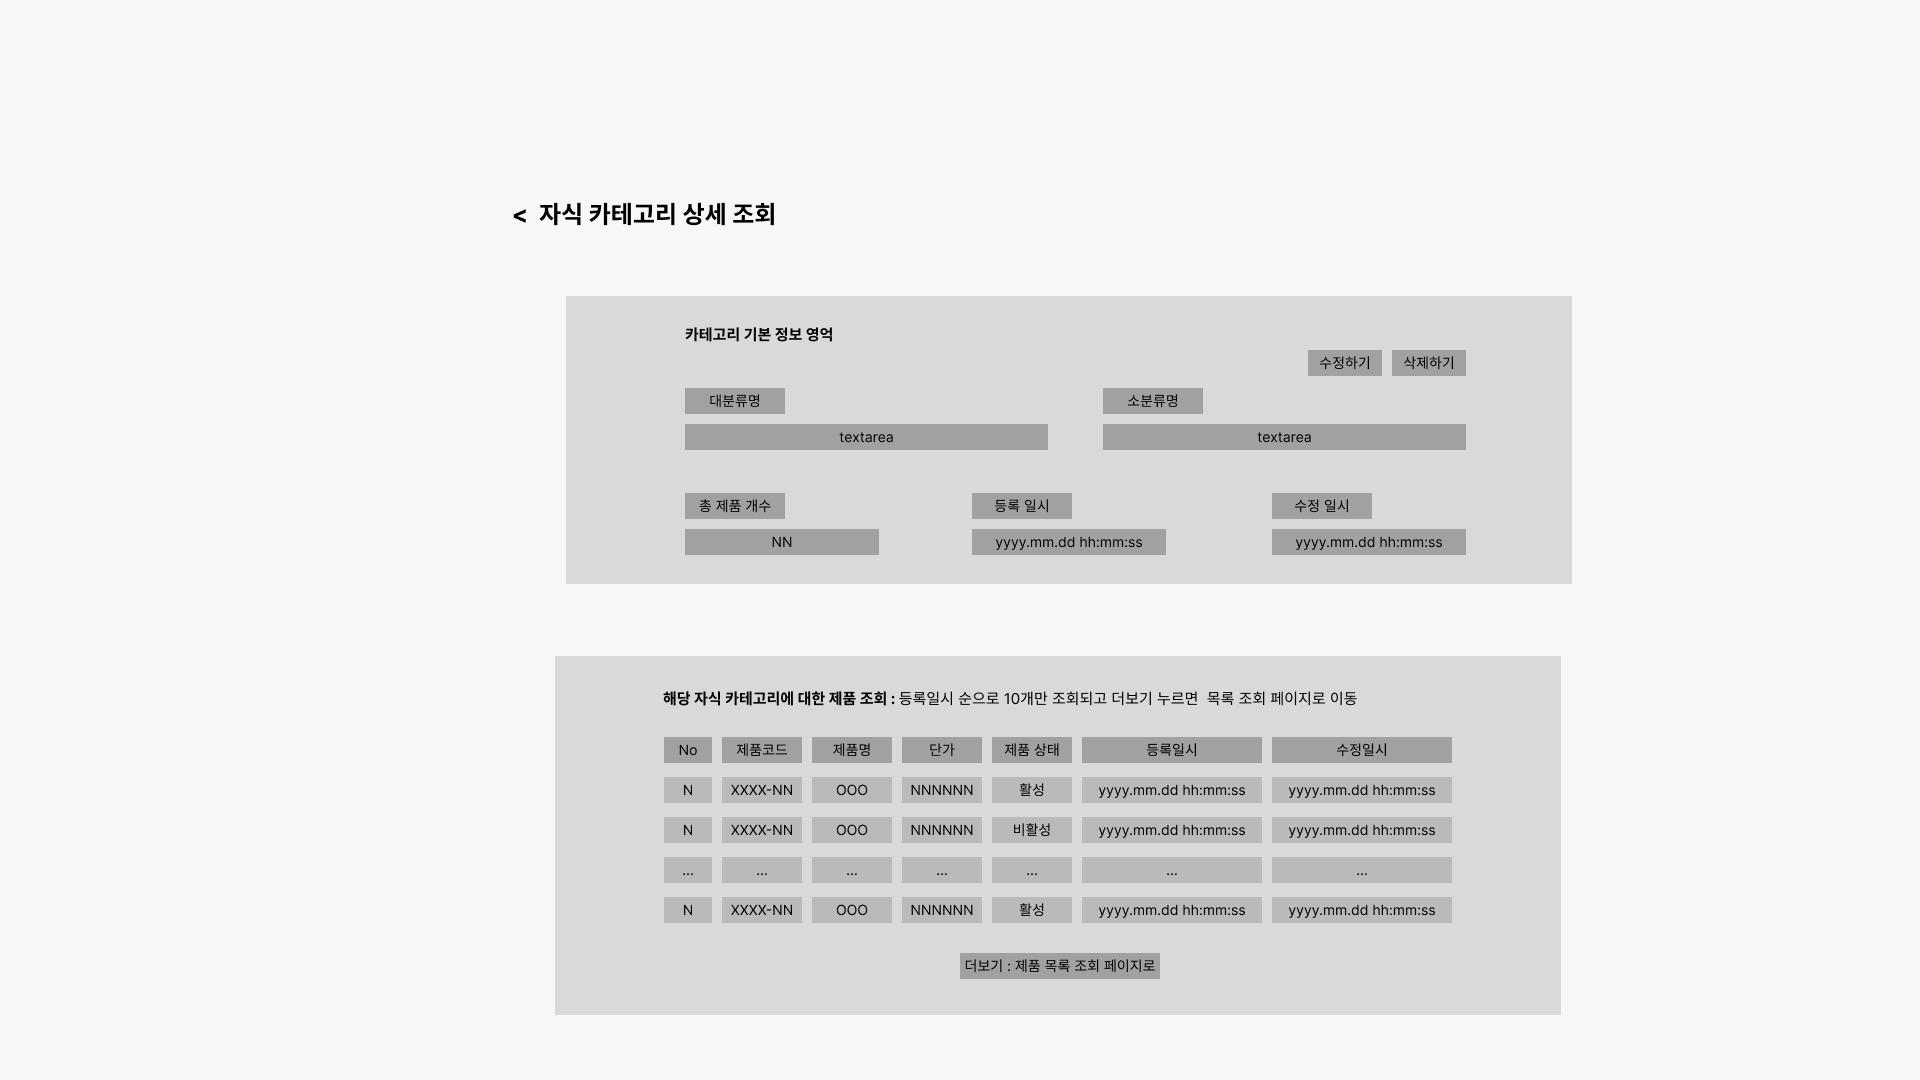 < 자식 카테고리 상세 조회
카테고리 기본 정보 영억
수정하기 삭제하기
대분류명 소분류명
textarea textarea
총 제품 개수 등록 일시 수정 일시
NN yyyy.mm.dd hh:mm:ss yyyy.mm.dd hh:mm:ss
해당 자식 카테고리에 대한 제품 조회 : 등록일시 순으로 10개만 조회되고 더보기 누르면  목록 조회 페이지로 이동
No 제품코드 제품명 단가 제품 상태 등록일시 수정일시
N XXXX-NN OOO NNNNNN 활성 yyyy.mm.dd hh:mm:ss yyyy.mm.dd hh:mm:ss
N XXXX-NN OOO NNNNNN 비활성 yyyy.mm.dd hh:mm:ss yyyy.mm.dd hh:mm:ss
... ... ... ... ... ... ...
N XXXX-NN OOO NNNNNN 활성 yyyy.mm.dd hh:mm:ss yyyy.mm.dd hh:mm:ss
더보기 : 제품 목록 조회 페이지로